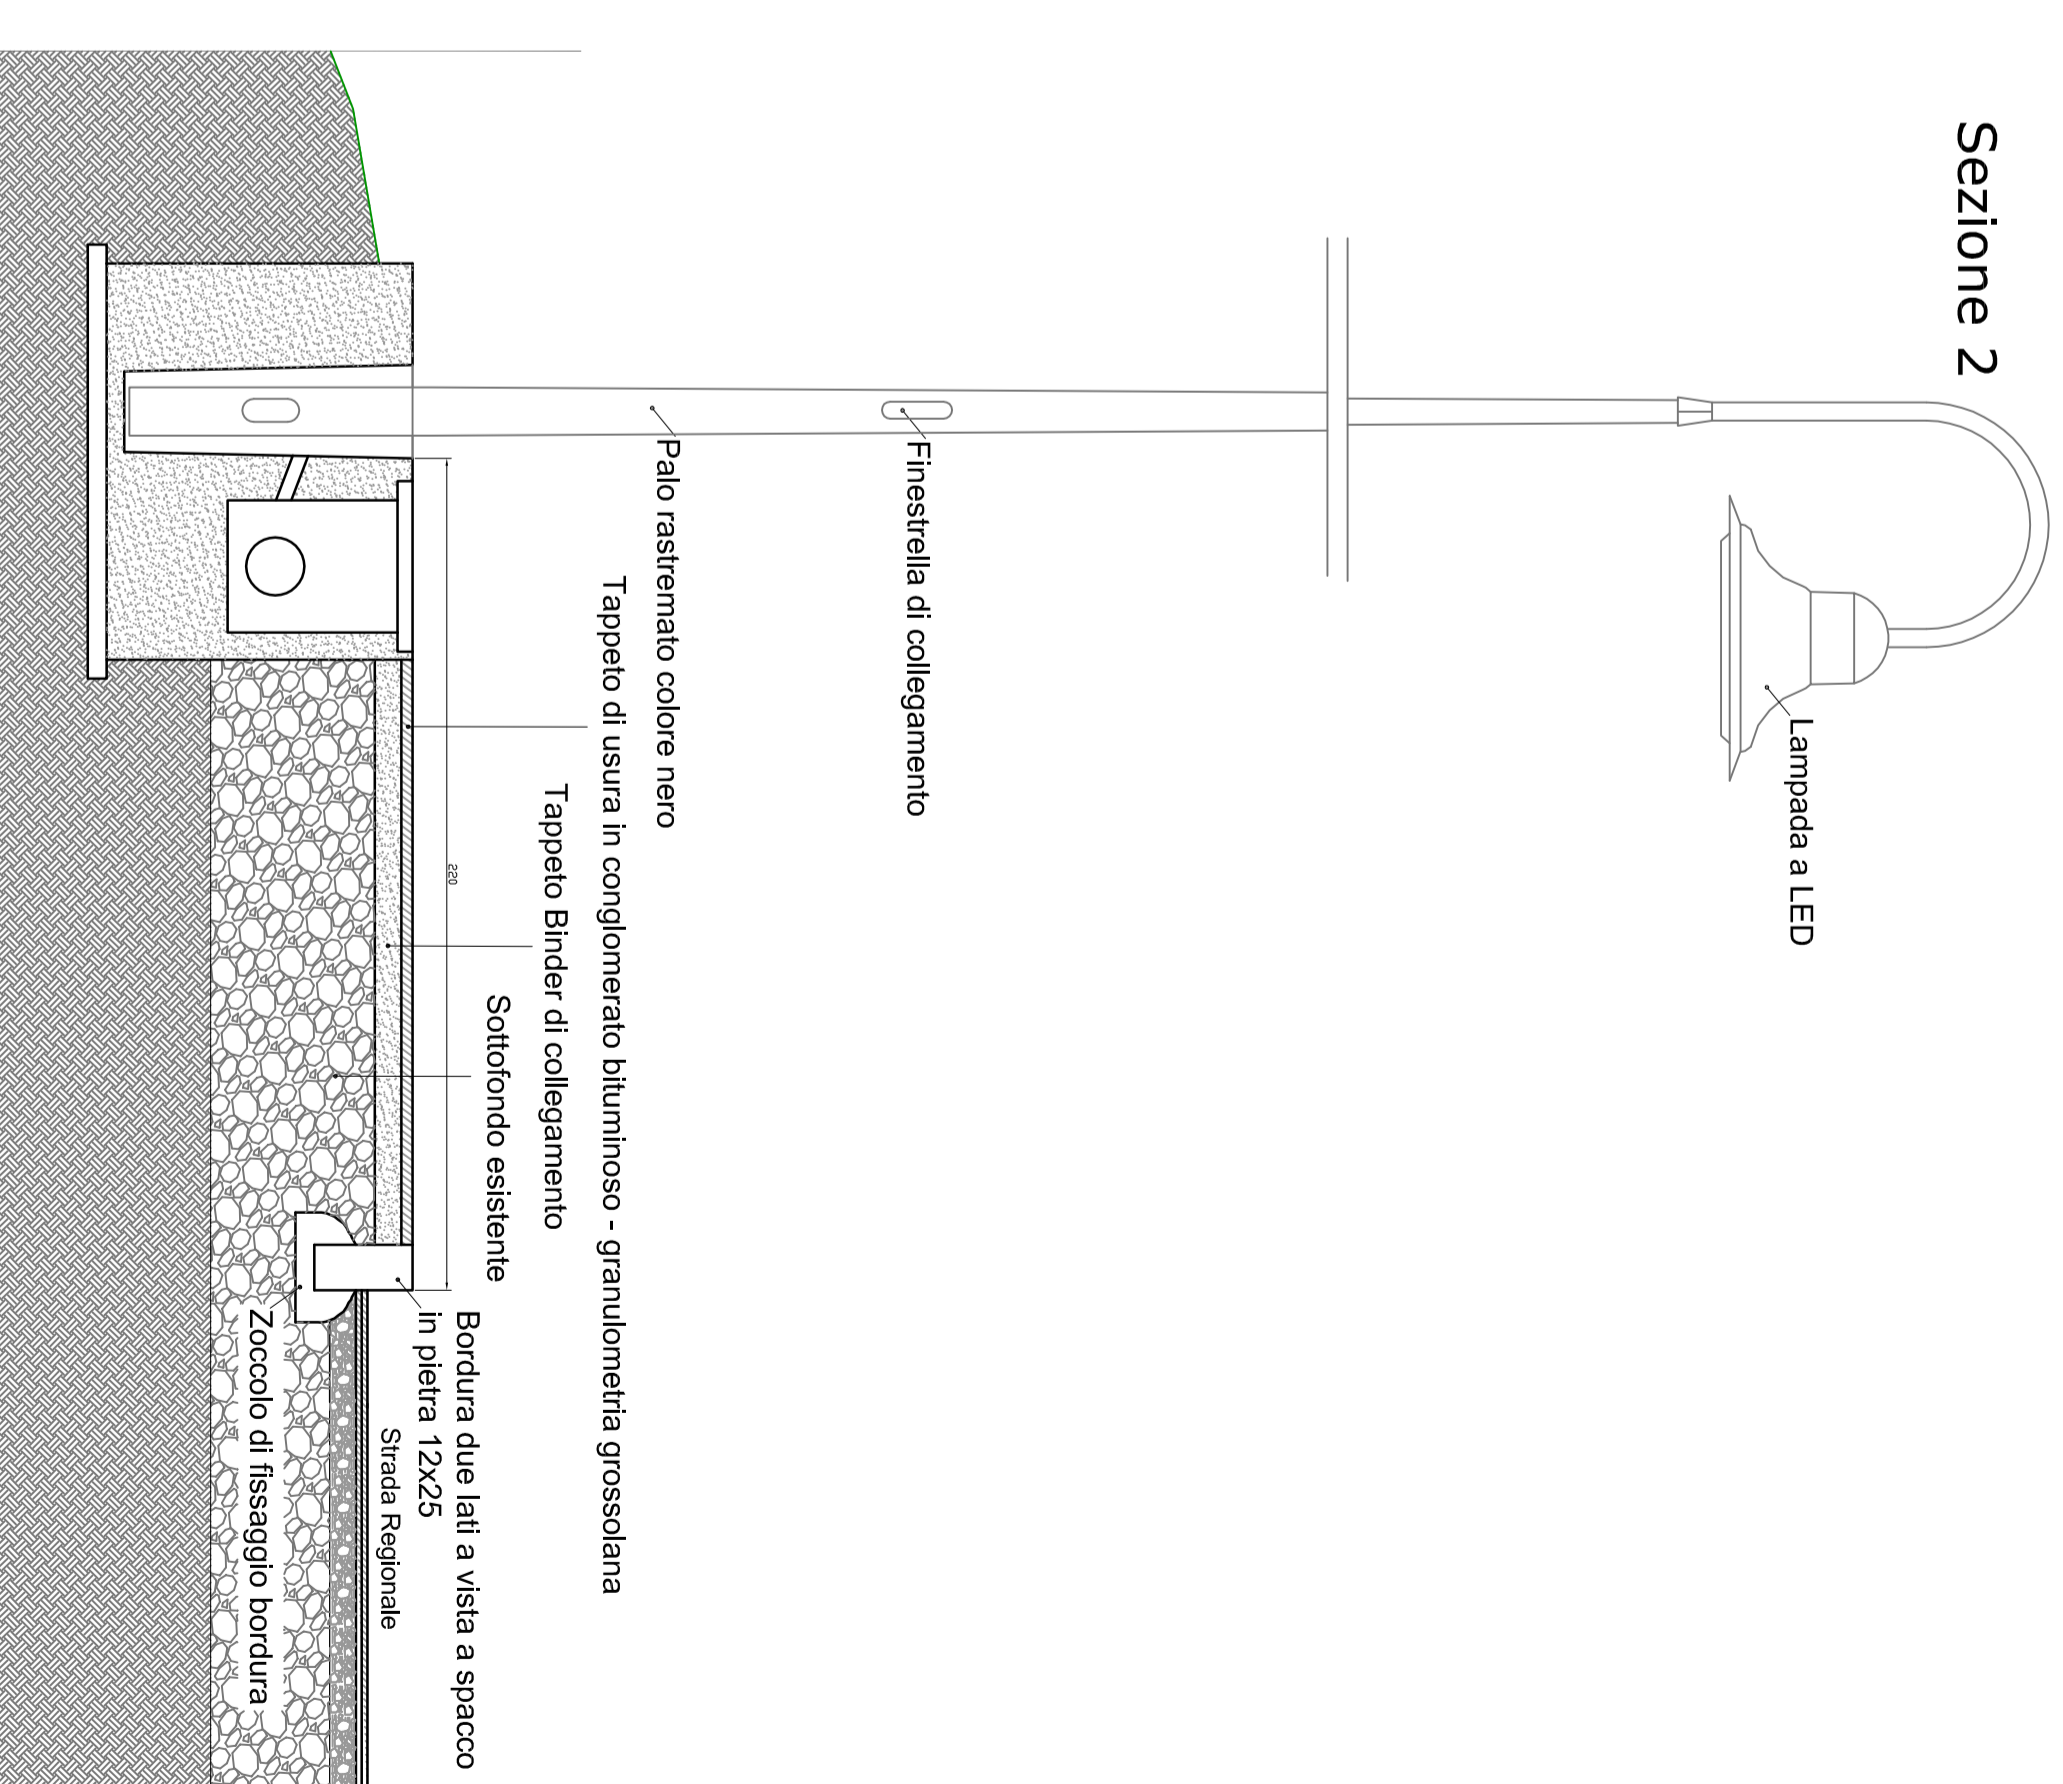 Sezione 2
Lampada a LED
Finestrella di collegamento
Palo rastremato colore nero
Tappeto di usura in conglomerato bituminoso - granulometria grossolana
Tappeto Binder di collegamento
Sottofondo esistente
220
Bordura due lati a vista a spacco
in pietra 12x25
Strada Regionale
Zoccolo di fissaggio bordura